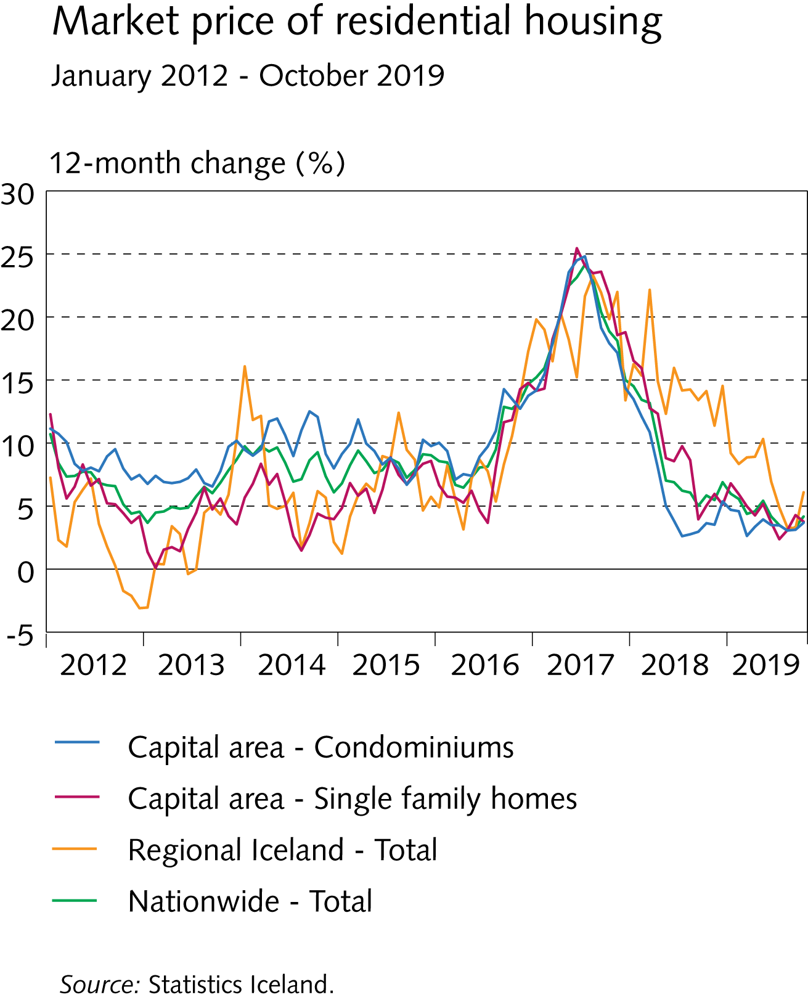 Market price of residential housing
January 2012 - October 2019
12-month change (%)
30
25
20
15
10
5
0
-5
2012 2013 2014 2015 2016 2017 2018 2019
Capital area - Condominiums
Capital area - Single family homes
Regional Iceland - Total
Nationwide - Total
Source: Statistics Iceland.